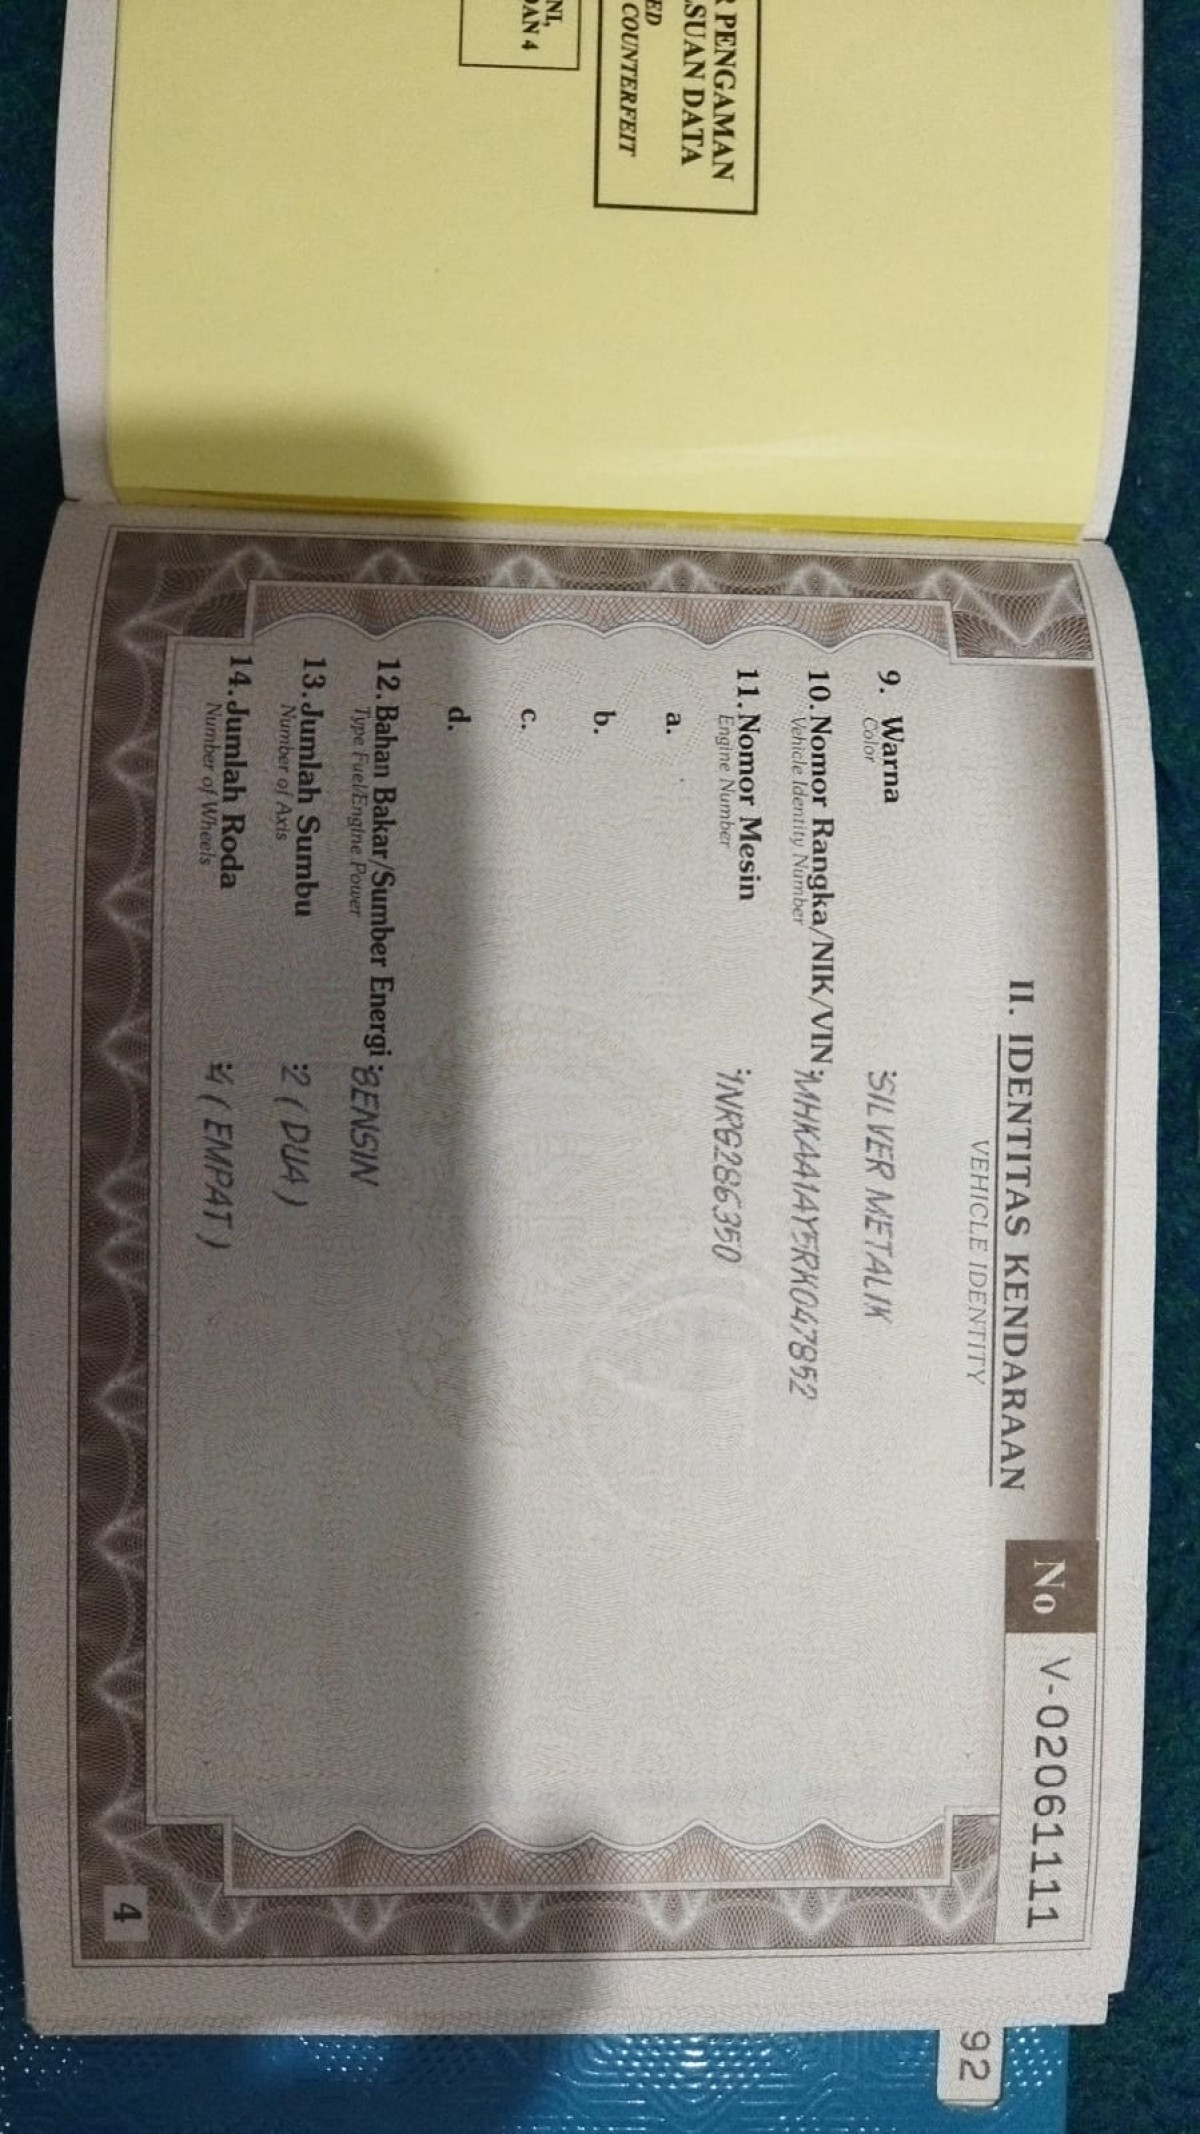 R PENGAMAN
LSUAN DATA
ED
COUNTERFEIT
NI,
DAN 4
II. IDENTITAS KENDARAAN
VEHICLE IDENTITY
No V-02061111
9. Warna :SILVER METALIK
Color
10. Nomor Rangka/NIK/VIN :MHKAA1AY5RK047852
Vehicle Identity Number
11. Nomor Mesin :1NRG286350
Engine Number
a.
b.
c.
d.
12. Bahan Bakar/Sumber Energi :BENSIN
Type Fuel/Engine Power
13. Jumlah Sumbu :2 ( DUA )
Number of Axis
14. Jumlah Roda :4 ( EMPAT )
Number of Wheels
4
92